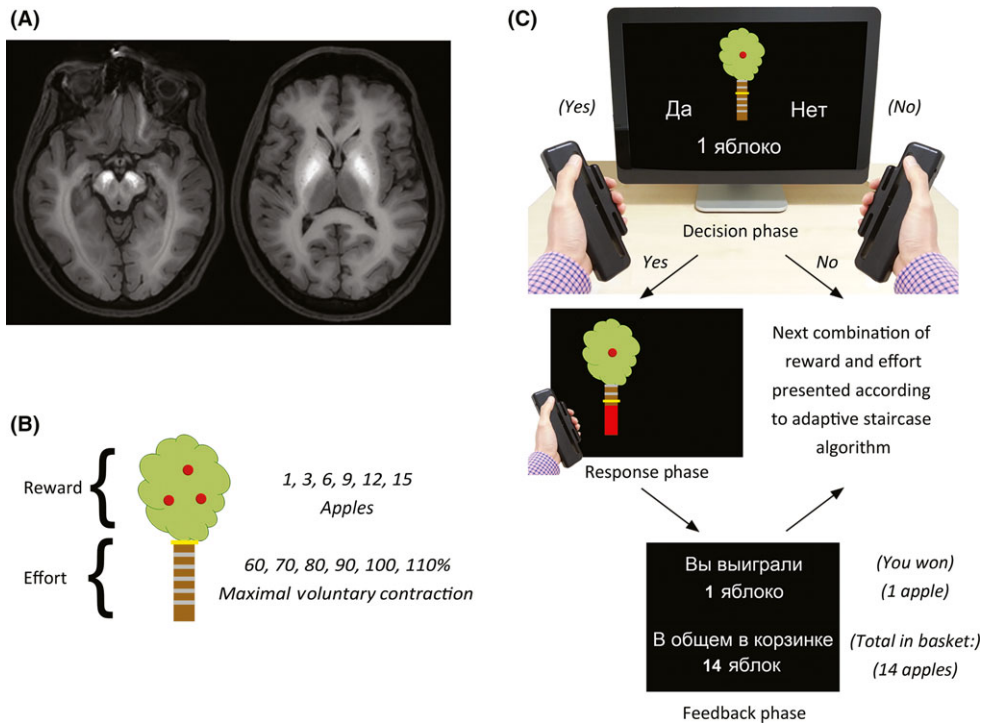 (A)
(B)
Reward
1, 3, 6, 9, 12, 15
Apples
Effort
60, 70, 80, 90, 100, 110%
Maximal voluntary contraction
(C)
(Yes)
Да
Нет
(No)
1 яблоко
Decision phase
Yes
No
Response phase
Next combination of
reward and effort
presented according
to adaptive staircase
algorithm
Вы выиграли
1 яблоко
(You won)
(1 apple)
В общем в корзинке
14 яблок
(Total in basket:)
(14 apples)
Feedback phase